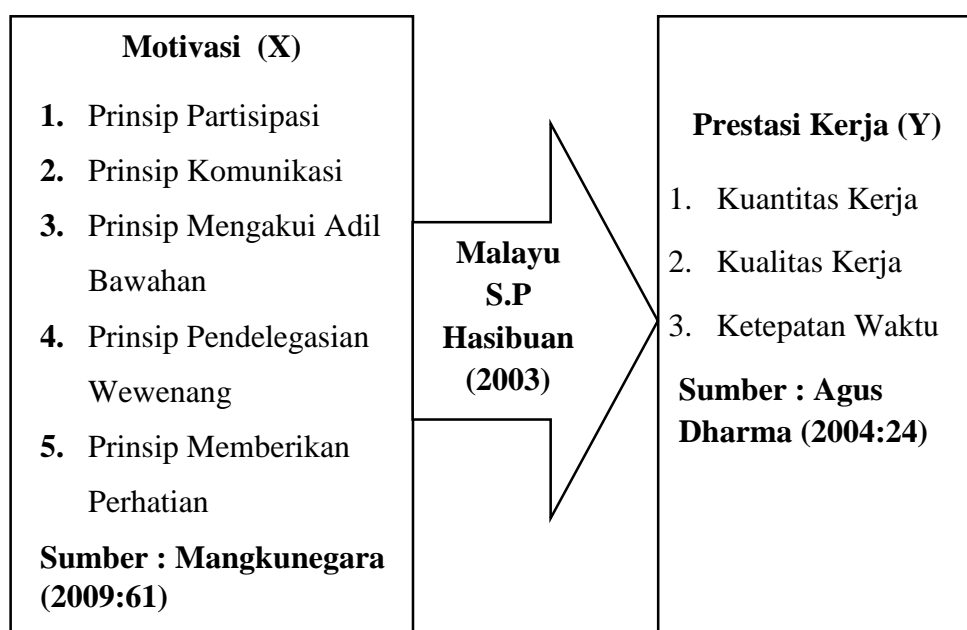 Motivasi (X)
1. Prinsip Partisipasi
2. Prinsip Komunikasi
3. Prinsip Mengakui Adil
Bawahan
4. Prinsip Pendelegasian
Wewenang
5. Prinsip Memberikan
Perhatian
Sumber : Mangkunegara
(2009:61)
Malayu
S.P
Hasibuan
(2003)
Prestasi Kerja (Y)
1. Kuantitas Kerja
2. Kualitas Kerja
3. Ketepatan Waktu
Sumber : Agus
Dharma (2004:24)